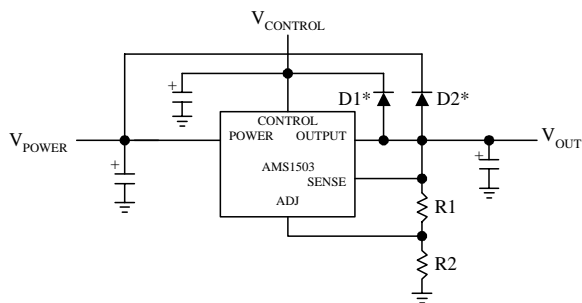 V_CONTROL
+
D1* D2*
CONTROL
V_POWER
POWER OUTPUT
V_OUT
AMS1503
+
+
SENSE
R1
ADJ
R2